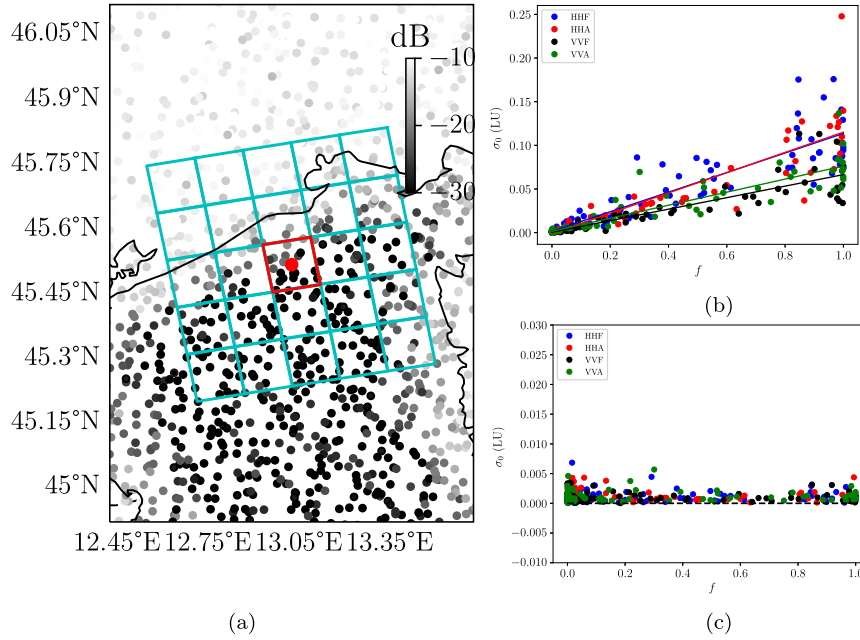 46.05°N
45.9°N
45.75°N
45.6°N
45.45°N
45.3°N
45.15°N
45°N
12.45°E 12.75°E 13.05°E 13.35°E
dB
−10
−20
−30
(a)
0.25
0.20
0.15
0.10
0.05
0.00
σ₀ (LU)
HHF
HHA
VVF
VVA
0.0 0.2 0.4 0.6 0.8 1.0
f
(b)
0.030
0.025
0.020
0.015
0.010
0.005
0.000
−0.005
−0.010
σ₀ (LU)
HHF
HHA
VVF
VVA
0.0 0.2 0.4 0.6 0.8 1.0
f
(c)